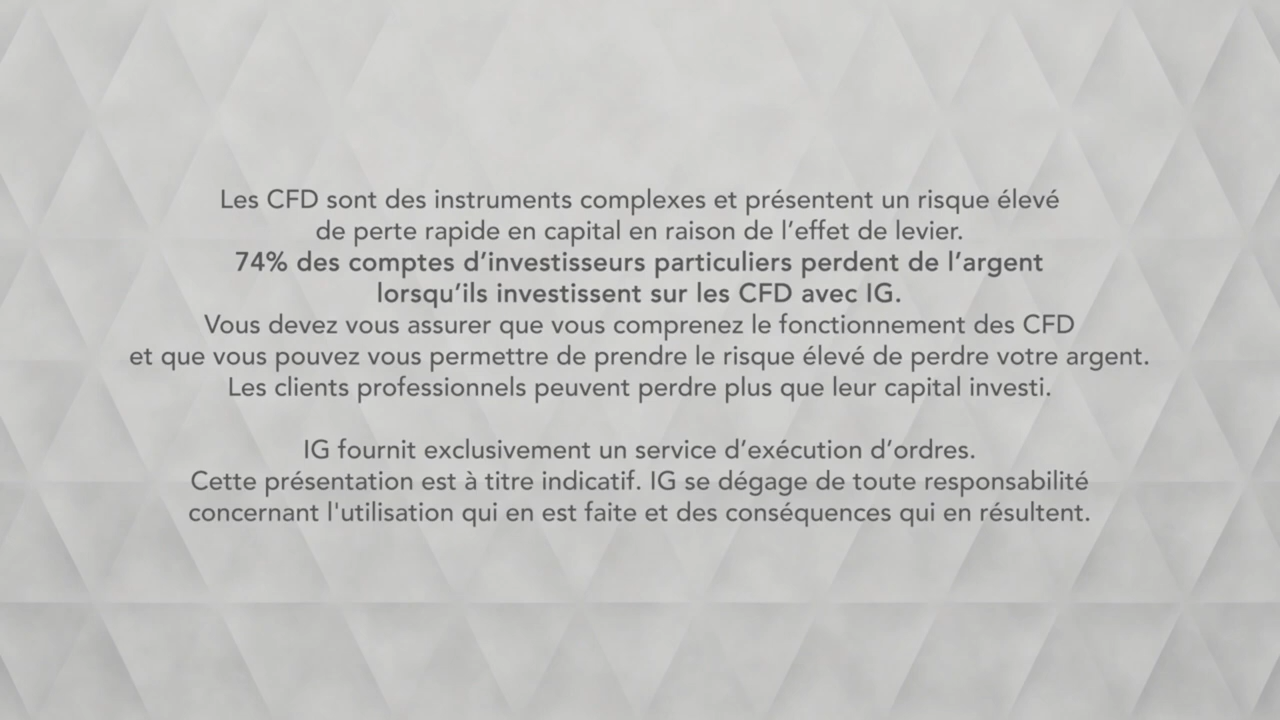 Les CFD sont des instruments complexes et présentent un risque élevé
de perte rapide en capital en raison de l’effet de levier.
74% des comptes d’investisseurs particuliers perdent de l’argent
lorsqu’ils investissent sur les CFD avec IG.
Vous devez vous assurer que vous comprenez le fonctionnement des CFD
et que vous pouvez vous permettre de prendre le risque élevé de perdre votre argent.
Les clients professionnels peuvent perdre plus que leur capital investi.
IG fournit exclusivement un service d’exécution d’ordres.
Cette présentation est à titre indicatif. IG se dégage de toute responsabilité
concernant l'utilisation qui en est faite et des conséquences qui en résultent.